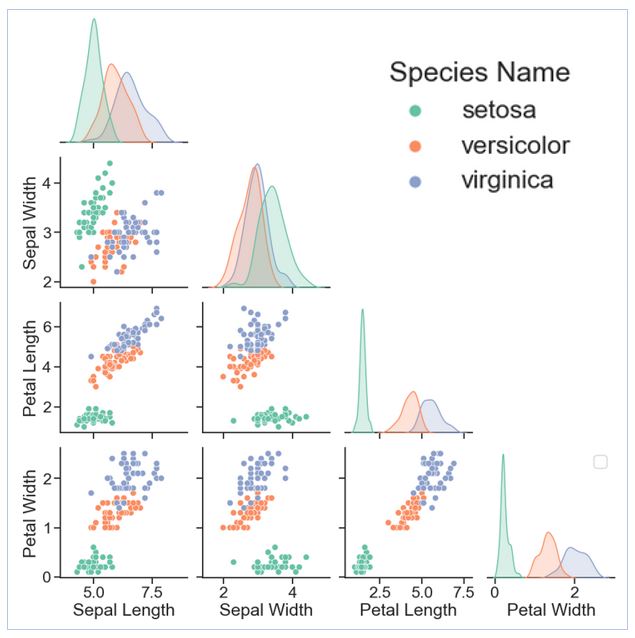 Species Name
setosa
versicolor
virginica
Sepal Width
4
3
2
Petal Length
6
4
2
Petal Width
2
1
0
5.0 7.5
Sepal Length
2 4
Sepal Width
2.5 5.0 7.5
Petal Length
0 2
Petal Width